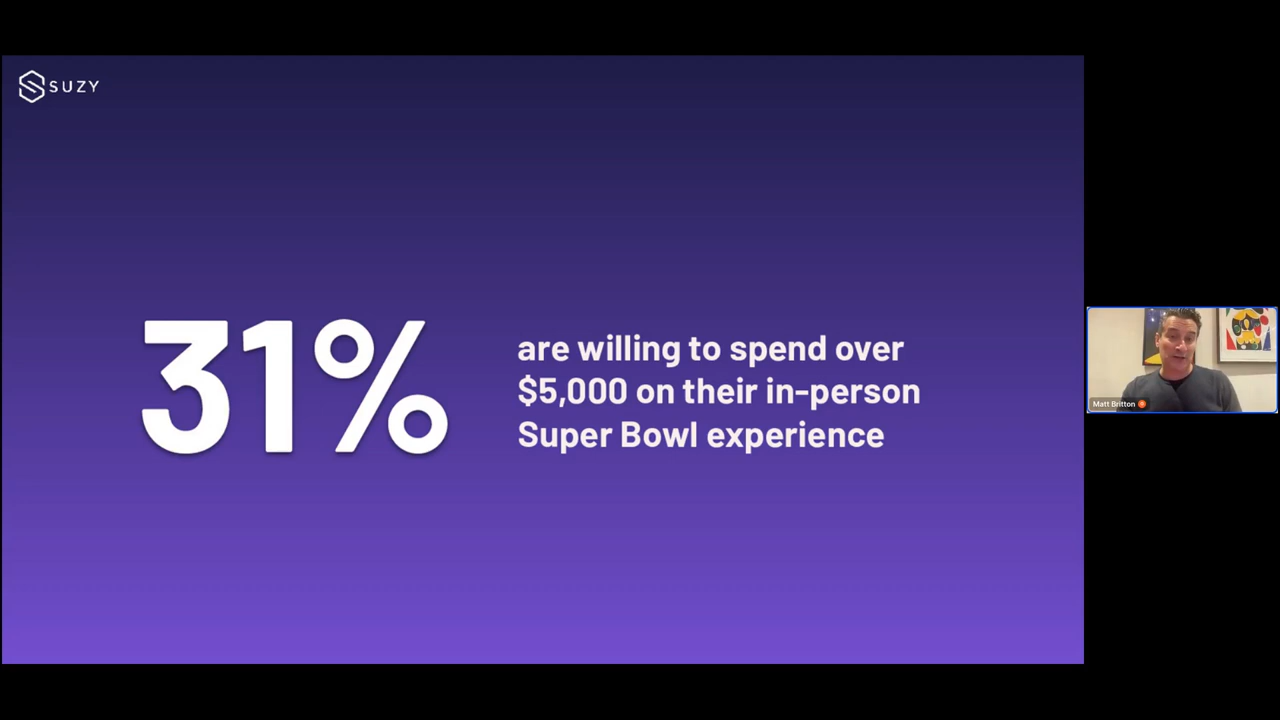 SUZY
31%
are willing to spend over
$5,000 on their in-person
Super Bowl experience
Matt Britton